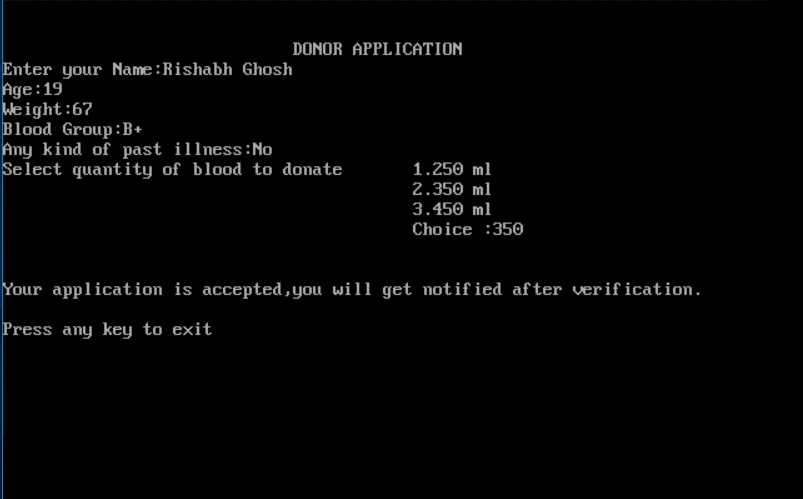 DONOR APPLICATION
Enter your Name:Rishabh Ghosh
Age:19
Weight:67
Blood Group:B+
Any kind of past illness:No
Select quantity of blood to donate 1.250 ml
2.350 ml
3.450 ml
Choice :350
Your application is accepted,you will get notified after verification.
Press any key to exit